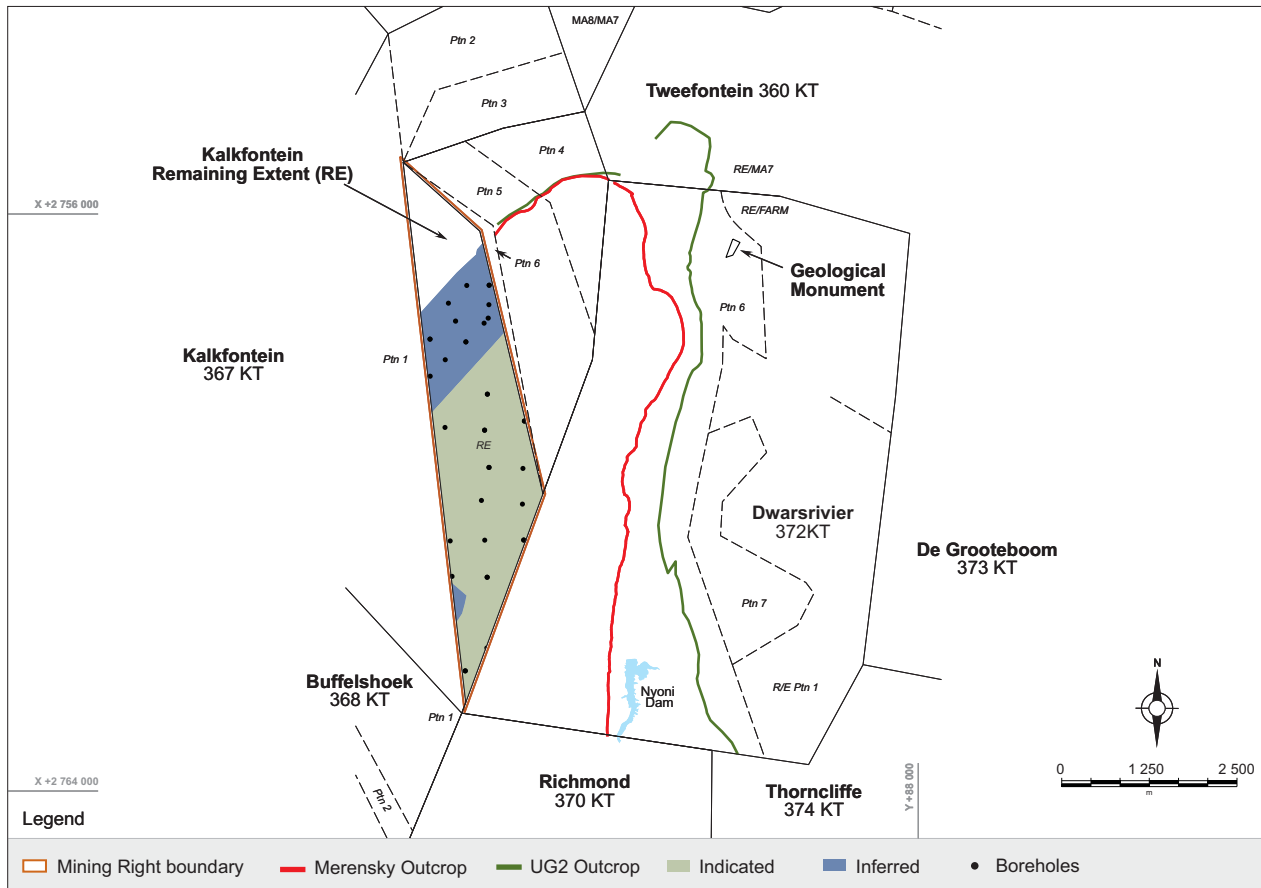 MA8/MA7
Ptn 2
Tweefontein 360 KT
Ptn 3
Kalkfontein
Remaining Extent (RE)
Ptn 4
RE/MA7
Ptn 5
X +2 756 000
RE/FARM
Ptn 6
Geological
Monument
Ptn 6
Kalkfontein
367 KT
Ptn 1
RE
Dwarsrivier
372KT
De Grooteboom
373 KT
Ptn 7
Buffelshoek
368 KT
Ptn 1
Nyoni
Dam
R/E Ptn 1
N
X +2 764 000
Ptn 2
Richmond
370 KT
Thorncliffe
374 KT
Y +88 000
0 1 250 2 500
m
Legend
Mining Right boundary Merensky Outcrop UG2 Outcrop Indicated Inferred Boreholes